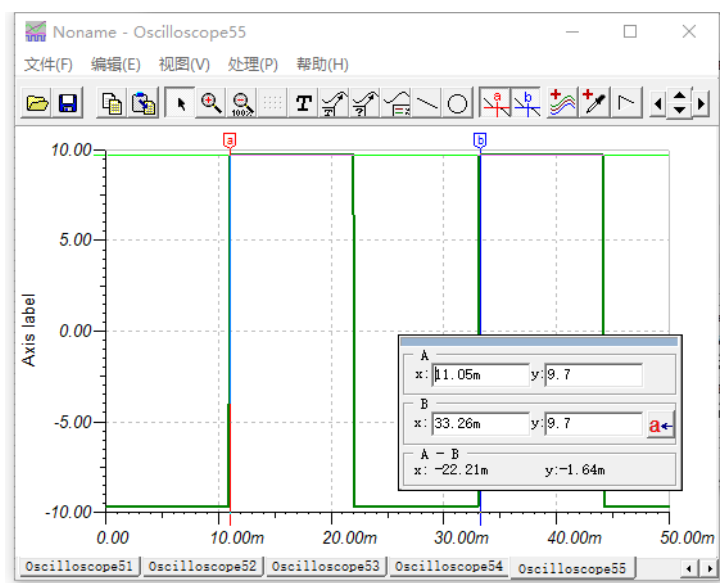 Noname - Oscilloscope55
文件(F) 编辑(E) 视图(V) 处理(P) 帮助(H)
100% T T ? a b
a b
10.00
5.00
0.00
-5.00
-10.00
Axis label
0.00 10.00m 20.00m 30.00m 40.00m 50.00m
A
x: 11.05m y: 9.7
B
x: 33.26m y: 9.7 a
A - B
x: -22.21m y:-1.64m
Oscilloscope51 Oscilloscope52 Oscilloscope53 Oscilloscope54 Oscilloscope55